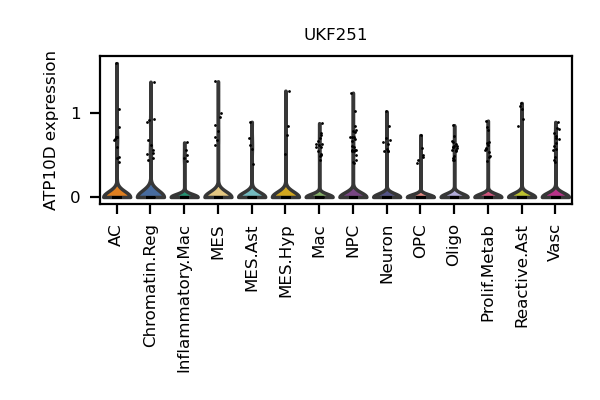 UKF251
ATP10D expression
1
0
AC
Chromatin.Reg
Inflammatory.Mac
MES
MES.Ast
MES.Hyp
Mac
NPC
Neuron
OPC
Oligo
Prolif.Metab
Reactive.Ast
Vasc